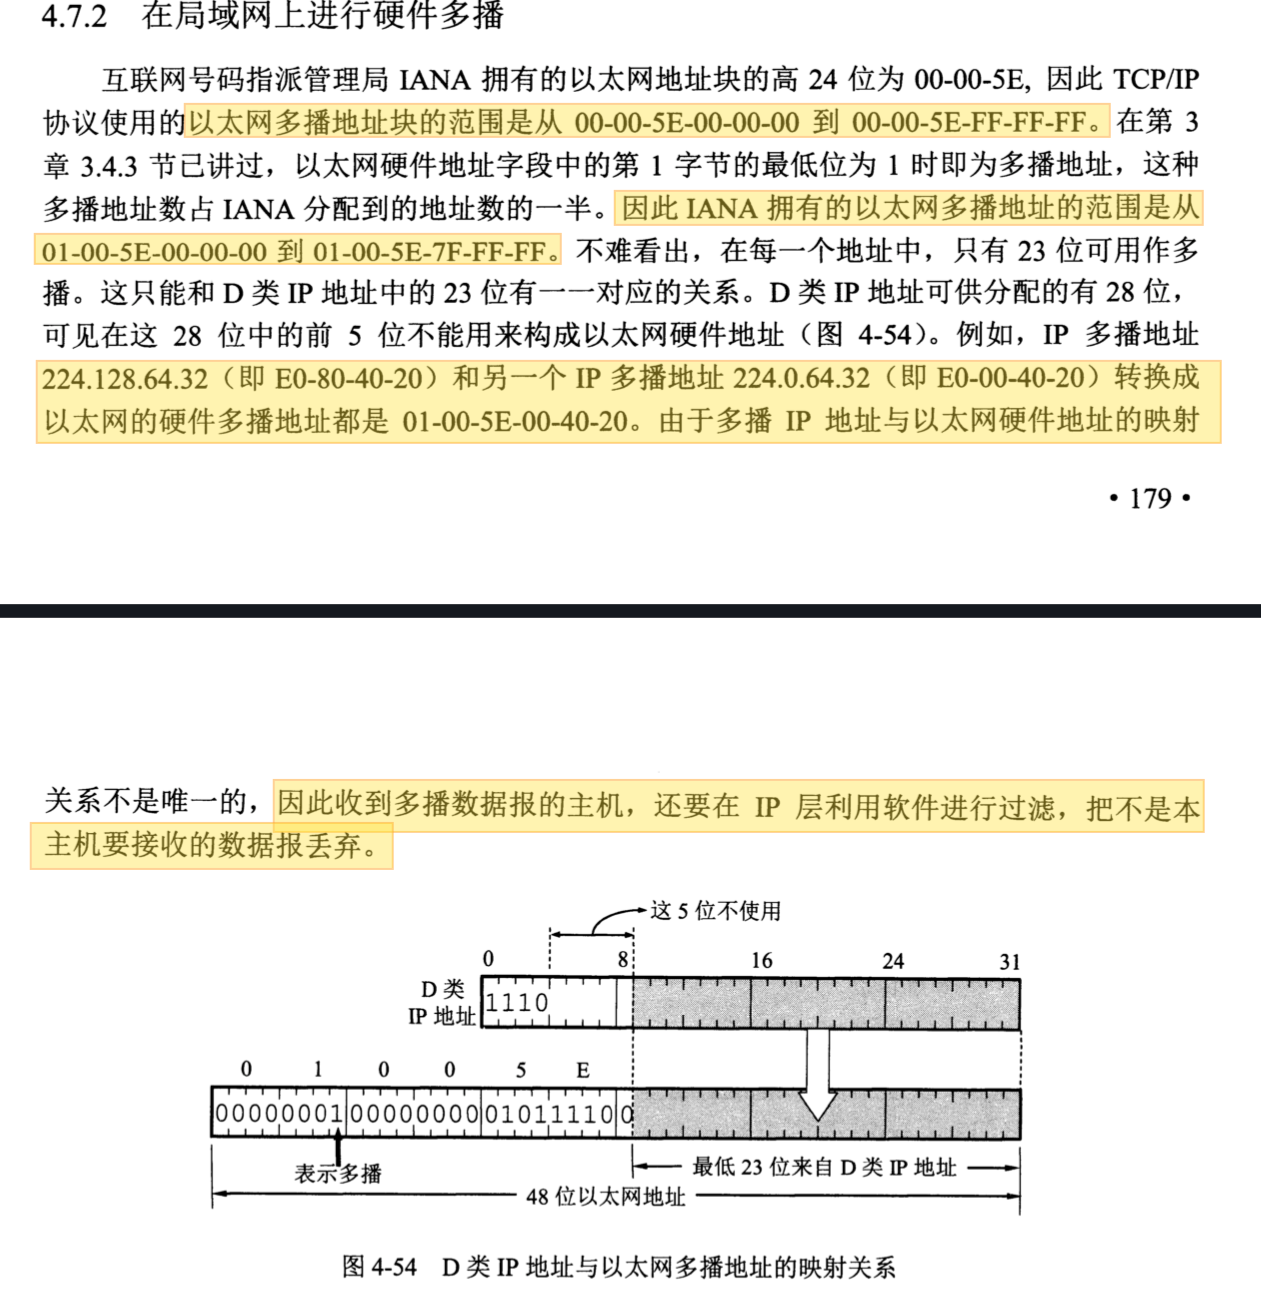 4.7.2 在局域网上进行硬件多播
互联网号码指派管理局 IANA 拥有的以太网地址块的高 24 位为 00-00-5E, 因此 TCP/IP
协议使用的以太网多播地址块的范围是从 00-00-5E-00-00-00 到 00-00-5E-FF-FF-FF。在第 3
章 3.4.3 节已讲过，以太网硬件地址字段中的第 1 字节的最低位为 1 时即为多播地址，这种
多播地址数占 IANA 分配到的地址数的一半。因此 IANA 拥有的以太网多播地址的范围是从
01-00-5E-00-00-00 到 01-00-5E-7F-FF-FF。不难看出，在每一个地址中，只有 23 位可用作多
播。这只能和 D 类 IP 地址中的 23 位有一一对应的关系。D 类 IP 地址可供分配的有 28 位，
可见在这 28 位中的前 5 位不能用来构成以太网硬件地址（图 4-54）。例如，IP 多播地址
224.128.64.32（即 E0-80-40-20）和另一个 IP 多播地址 224.0.64.32（即 E0-00-40-20）转换成
以太网的硬件多播地址都是 01-00-5E-00-40-20。由于多播 IP 地址与以太网硬件地址的映射
• 179 •
关系不是唯一的，因此收到多播数据报的主机，还要在 IP 层利用软件进行过滤，把不是本
主机要接收的数据报丢弃。
这 5 位不使用
0 8 16 24 31
D 类
IP 地址
1110
0 1 0 0 5 E
00000001 00000000 01011110 0
表示多播
最低 23 位来自 D 类 IP 地址
48 位以太网地址
图 4-54 D 类 IP 地址与以太网多播地址的映射关系